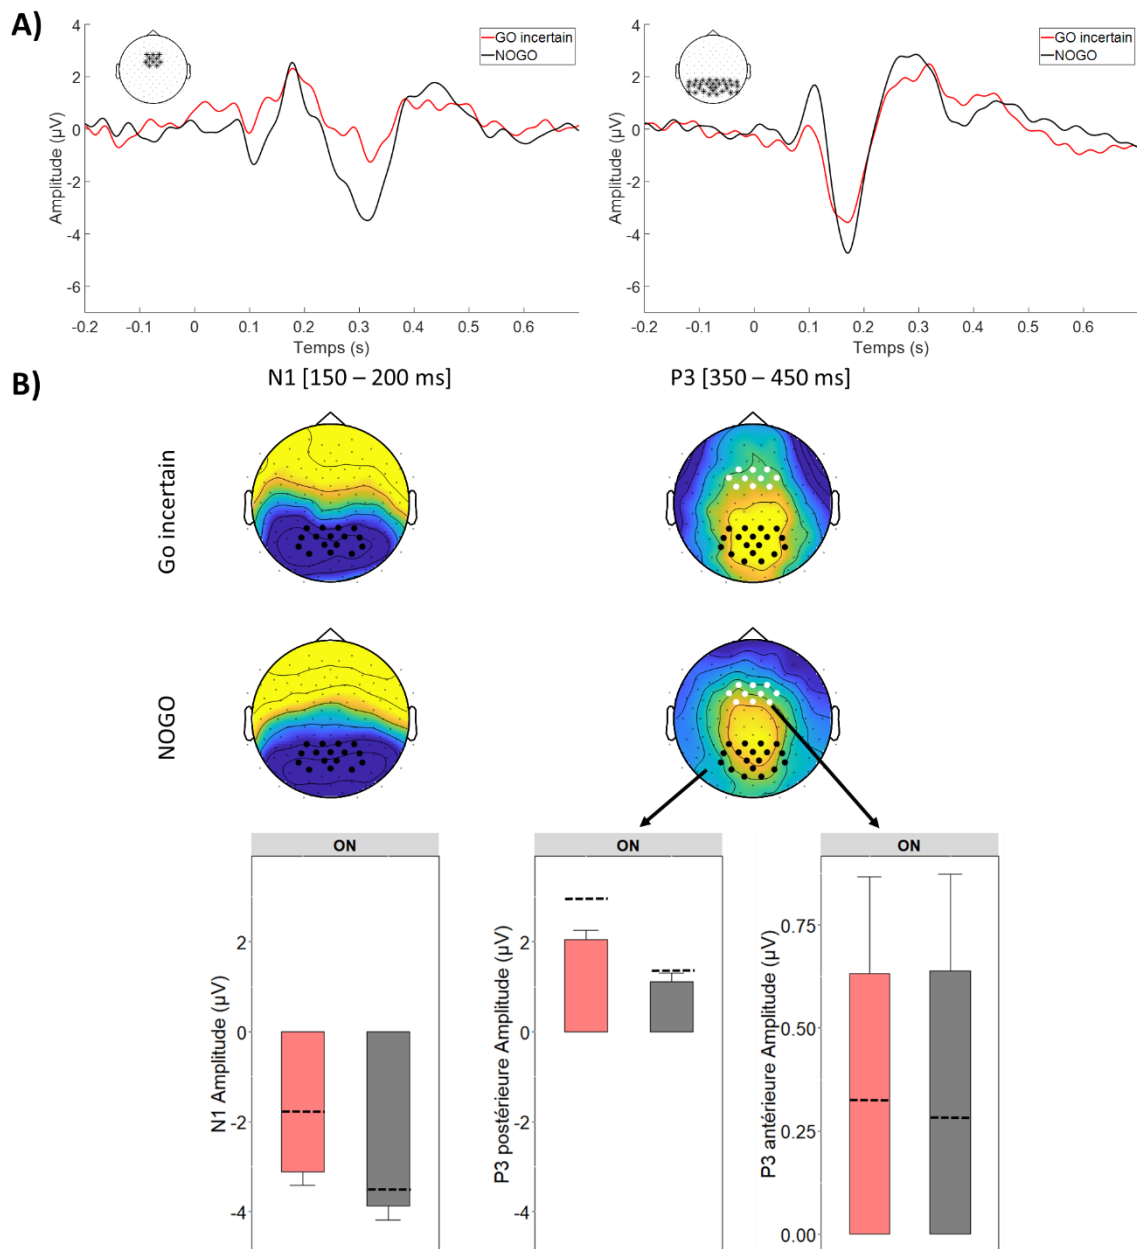 A)
GO incertain
NOGO
Amplitude (µV)
4
2
0
-2
-4
-6
-0.2
-0.1
0
0.1
0.2
0.3
0.4
0.5
0.6
Temps (s)
GO incertain
NOGO
Amplitude (µV)
4
2
0
-2
-4
-6
-0.2
-0.1
0
0.1
0.2
0.3
0.4
0.5
0.6
Temps (s)
B)
N1 [150 – 200 ms]
P3 [350 – 450 ms]
Go incertain
NOGO
ON
N1 Amplitude (µV)
2
0
-2
-4
ON
P3 postérieure Amplitude (µV)
2
0
-2
-4
ON
P3 antérieure Amplitude (µV)
0.75
0.50
0.25
0.00